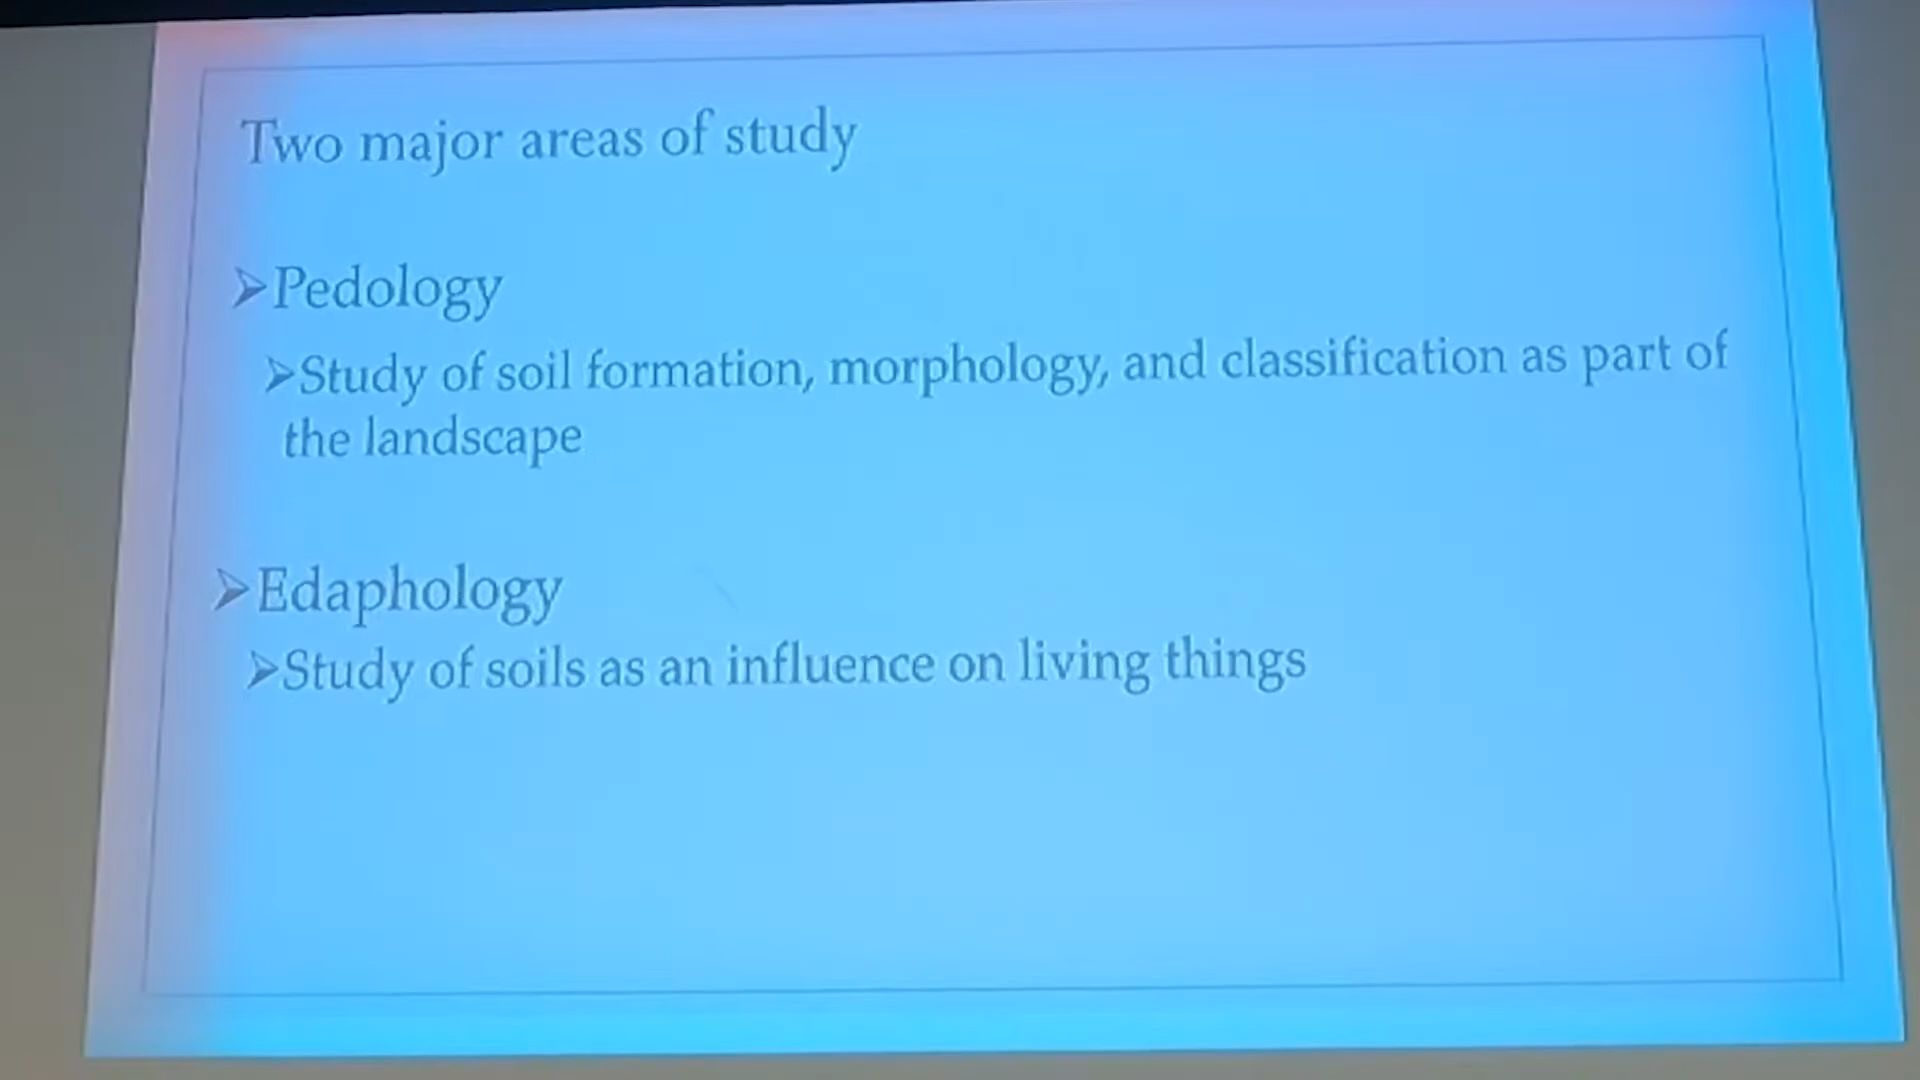 Two major areas of study
➢Pedology
➢Study of soil formation, morphology, and classification as part of
the landscape
➢Edaphology
➢Study of soils as an influence on living things